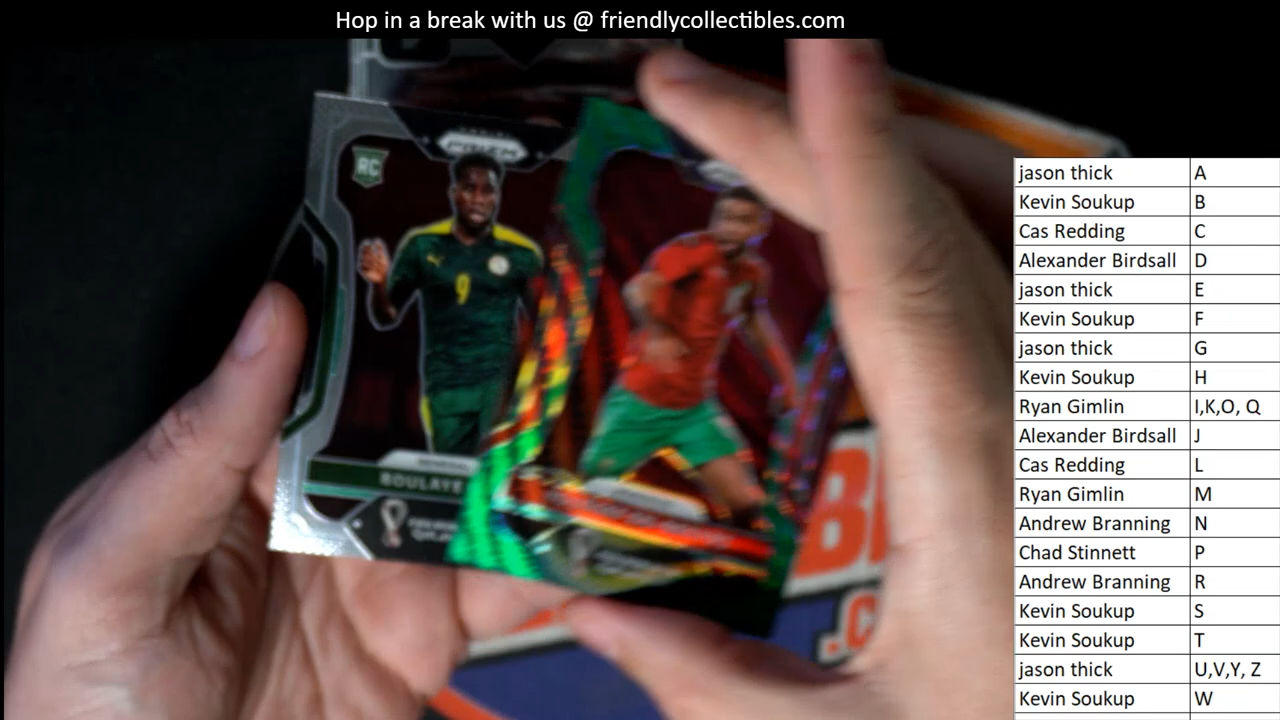 Hop in a break with us @ friendlycollectibles.com
RC
PRIZM
9
BOULAYE
jason thick A
Kevin Soukup B
Cas Redding C
Alexander Birdsall D
jason thick E
Kevin Soukup F
jason thick G
Kevin Soukup H
Ryan Gimlin I,K,O, Q
Alexander Birdsall J
Cas Redding L
Ryan Gimlin M
Andrew Branning N
Chad Stinnett P
Andrew Branning R
Kevin Soukup S
Kevin Soukup T
jason thick U,V,Y, Z
Kevin Soukup W